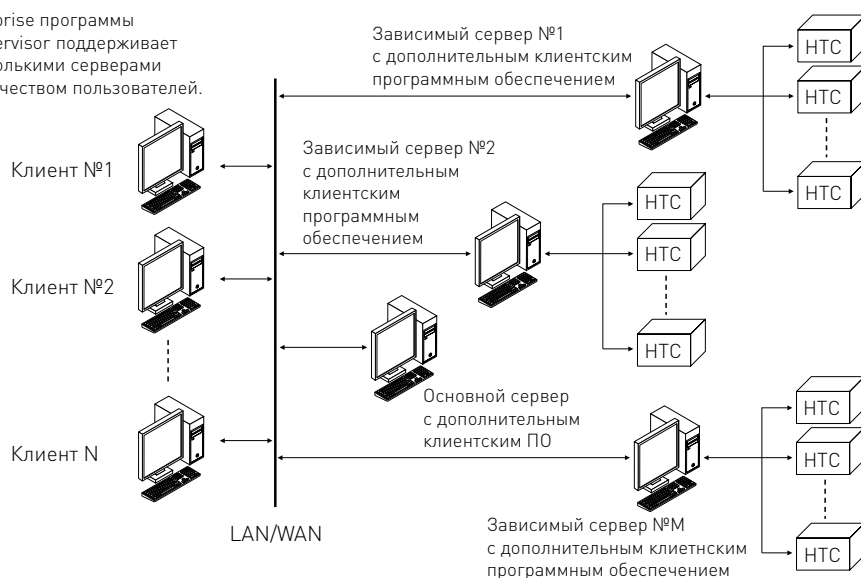 prise программы
ervisor поддерживает
олькими серверами
чеством пользователей.
Клиент №1
Клиент №2
Клиент N
LAN/WAN
Зависимый сервер №1
с дополнительным клиентским
программным обеспечением
НТС
НТС
НТС
Зависимый сервер №2
с дополнительным
клиентским
программным
обеспечением
НТС
НТС
НТС
Основной сервер
с дополнительным
клиентским ПО
Зависимый сервер №М
с дополнительным клиетнским
программным обеспечением
НТС
НТС
НТС